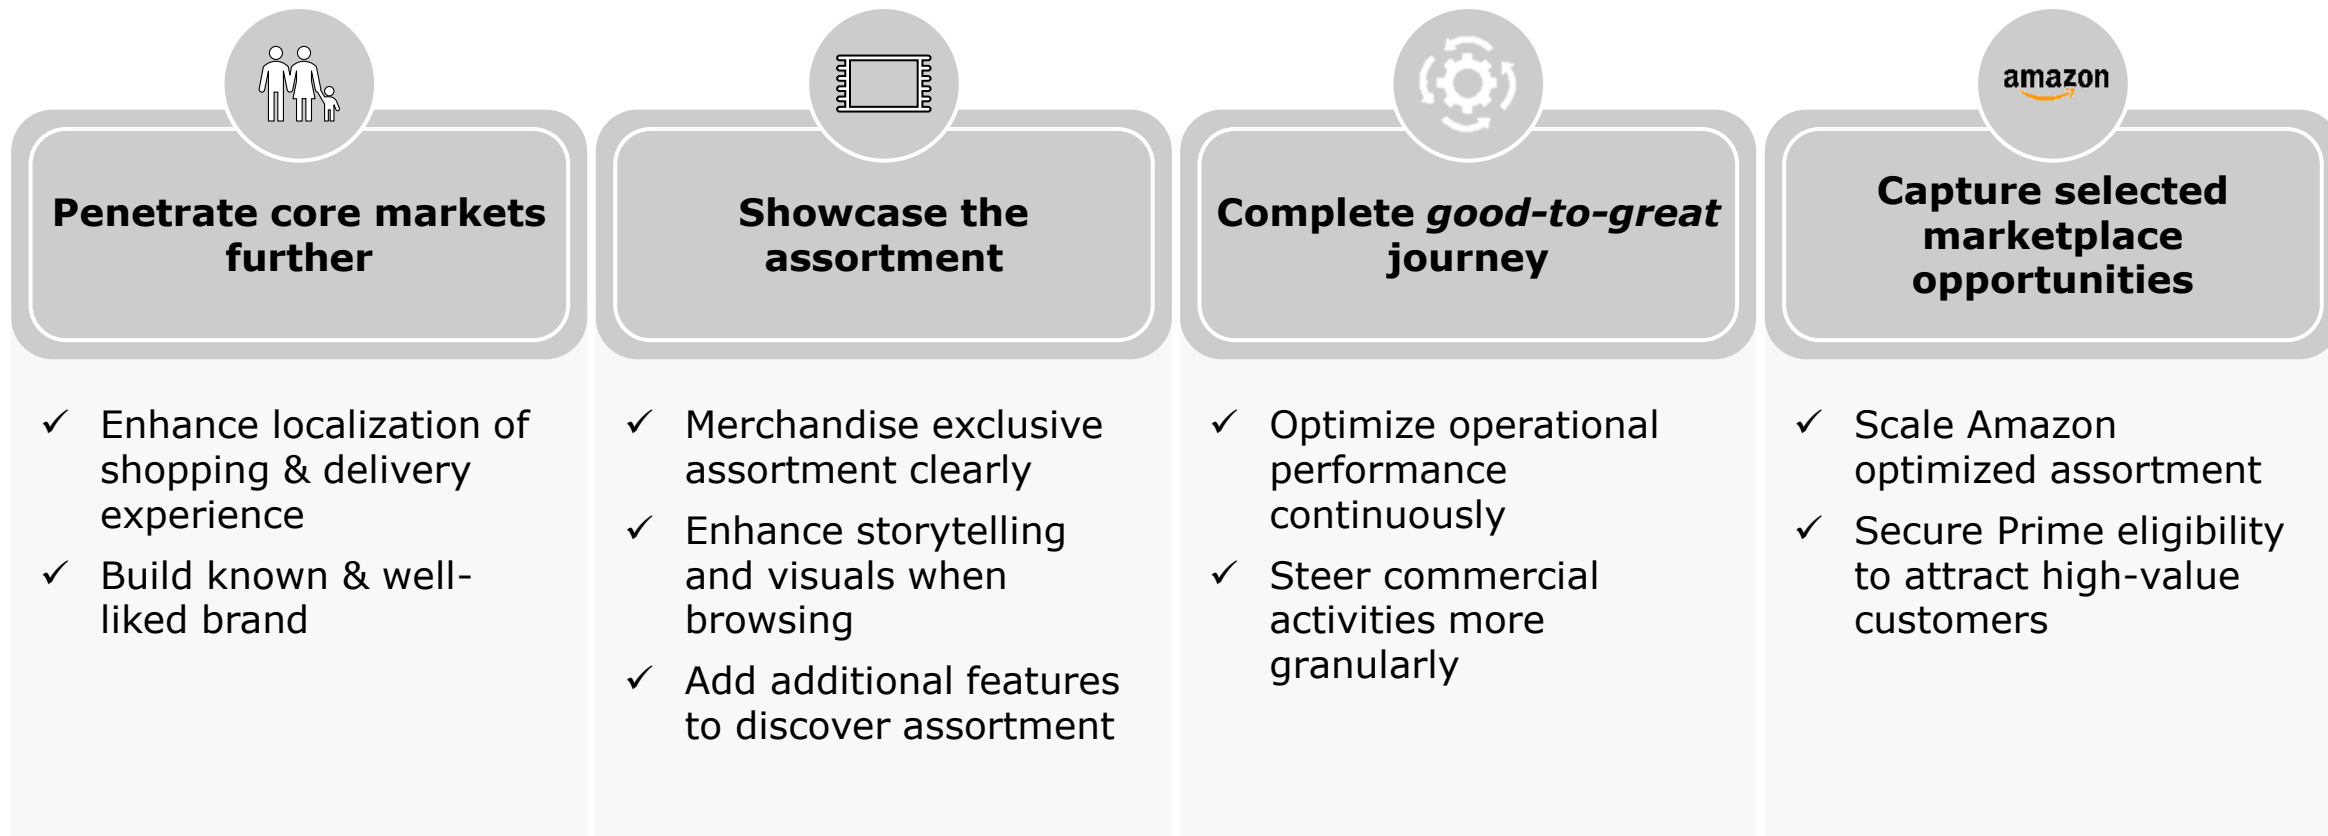 amazon
Penetrate core markets
further
Showcase the
assortment
Complete good-to-great
journey
Capture selected
marketplace
opportunities
✓ Enhance localization of
shopping & delivery
experience
✓ Build known & well-
liked brand
✓ Merchandise exclusive
assortment clearly
✓ Enhance storytelling
and visuals when
browsing
✓ Add additional features
to discover assortment
✓ Optimize operational
performance
continuously
✓ Steer commercial
activities more
granularly
✓ Scale Amazon
optimized assortment
✓ Secure Prime eligibility
to attract high-value
customers